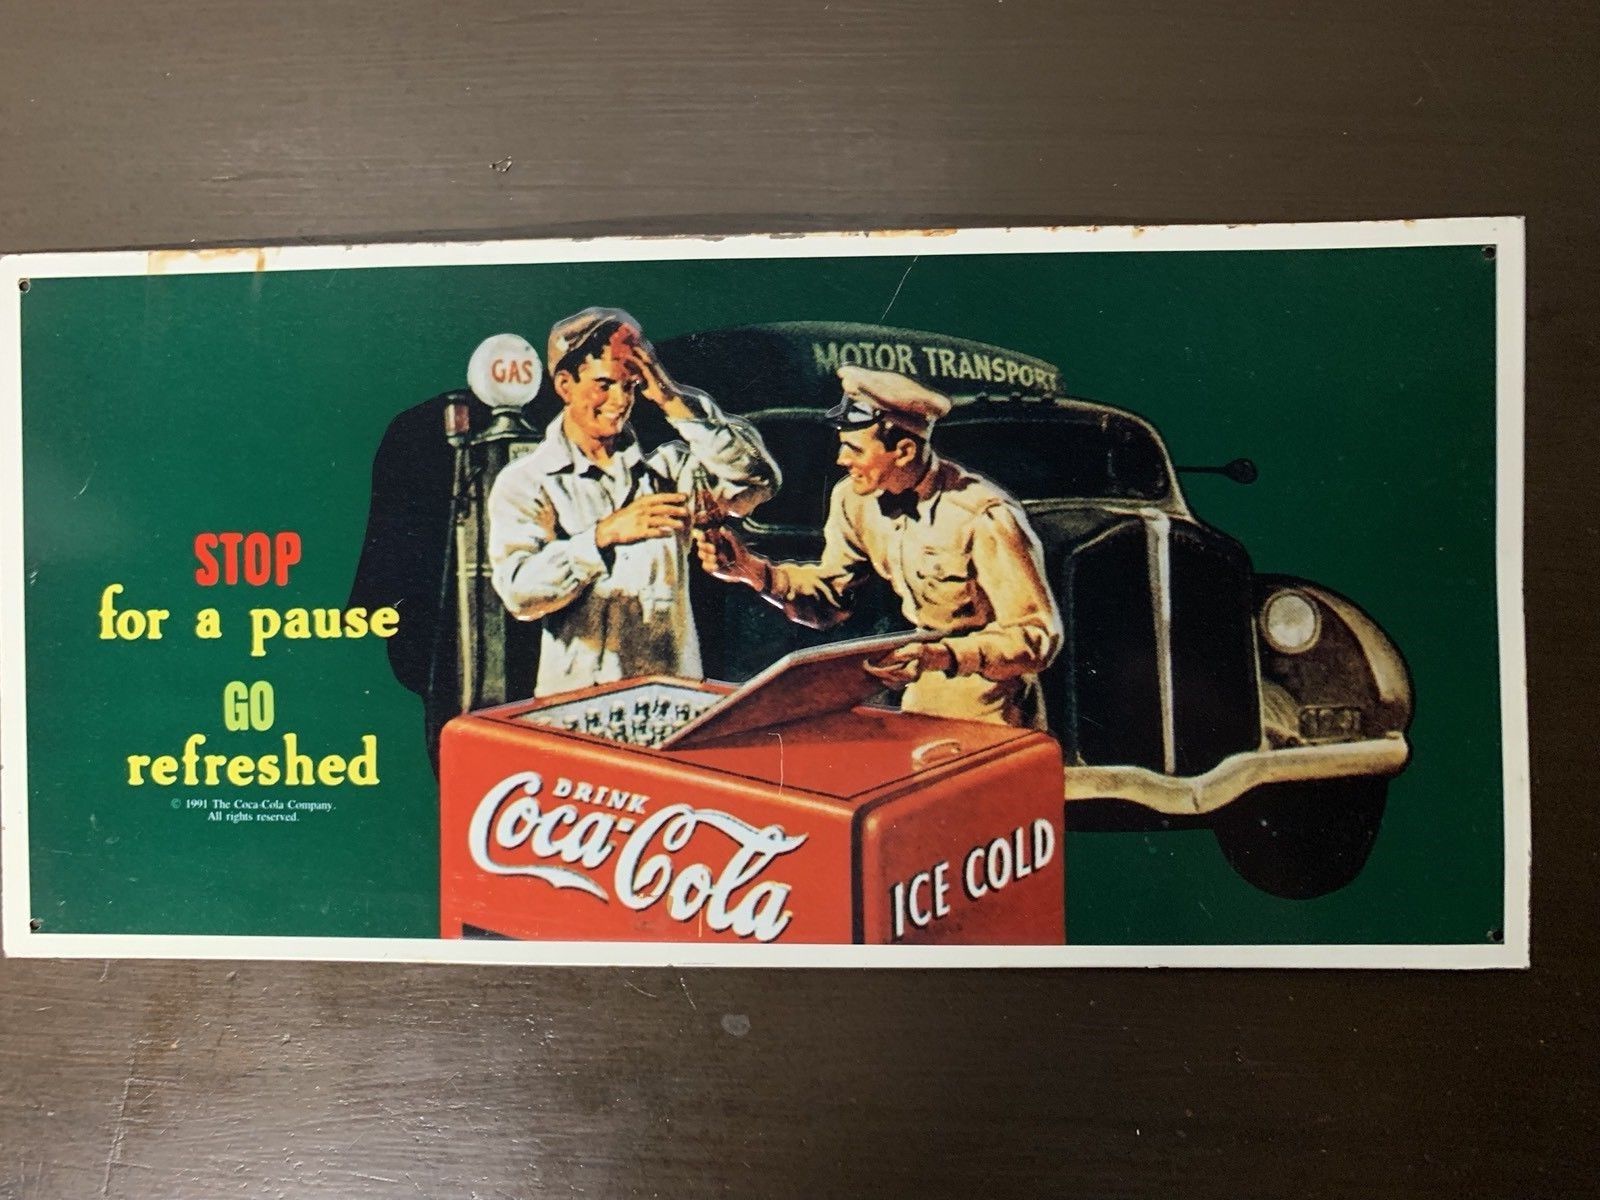 STOP
for a pause
GO
refreshed
© 1991 The Coca-Cola Company.
All rights reserved.
GAS
MOTOR TRANSPORT
DRINK
Coca-Cola
ICE COLD